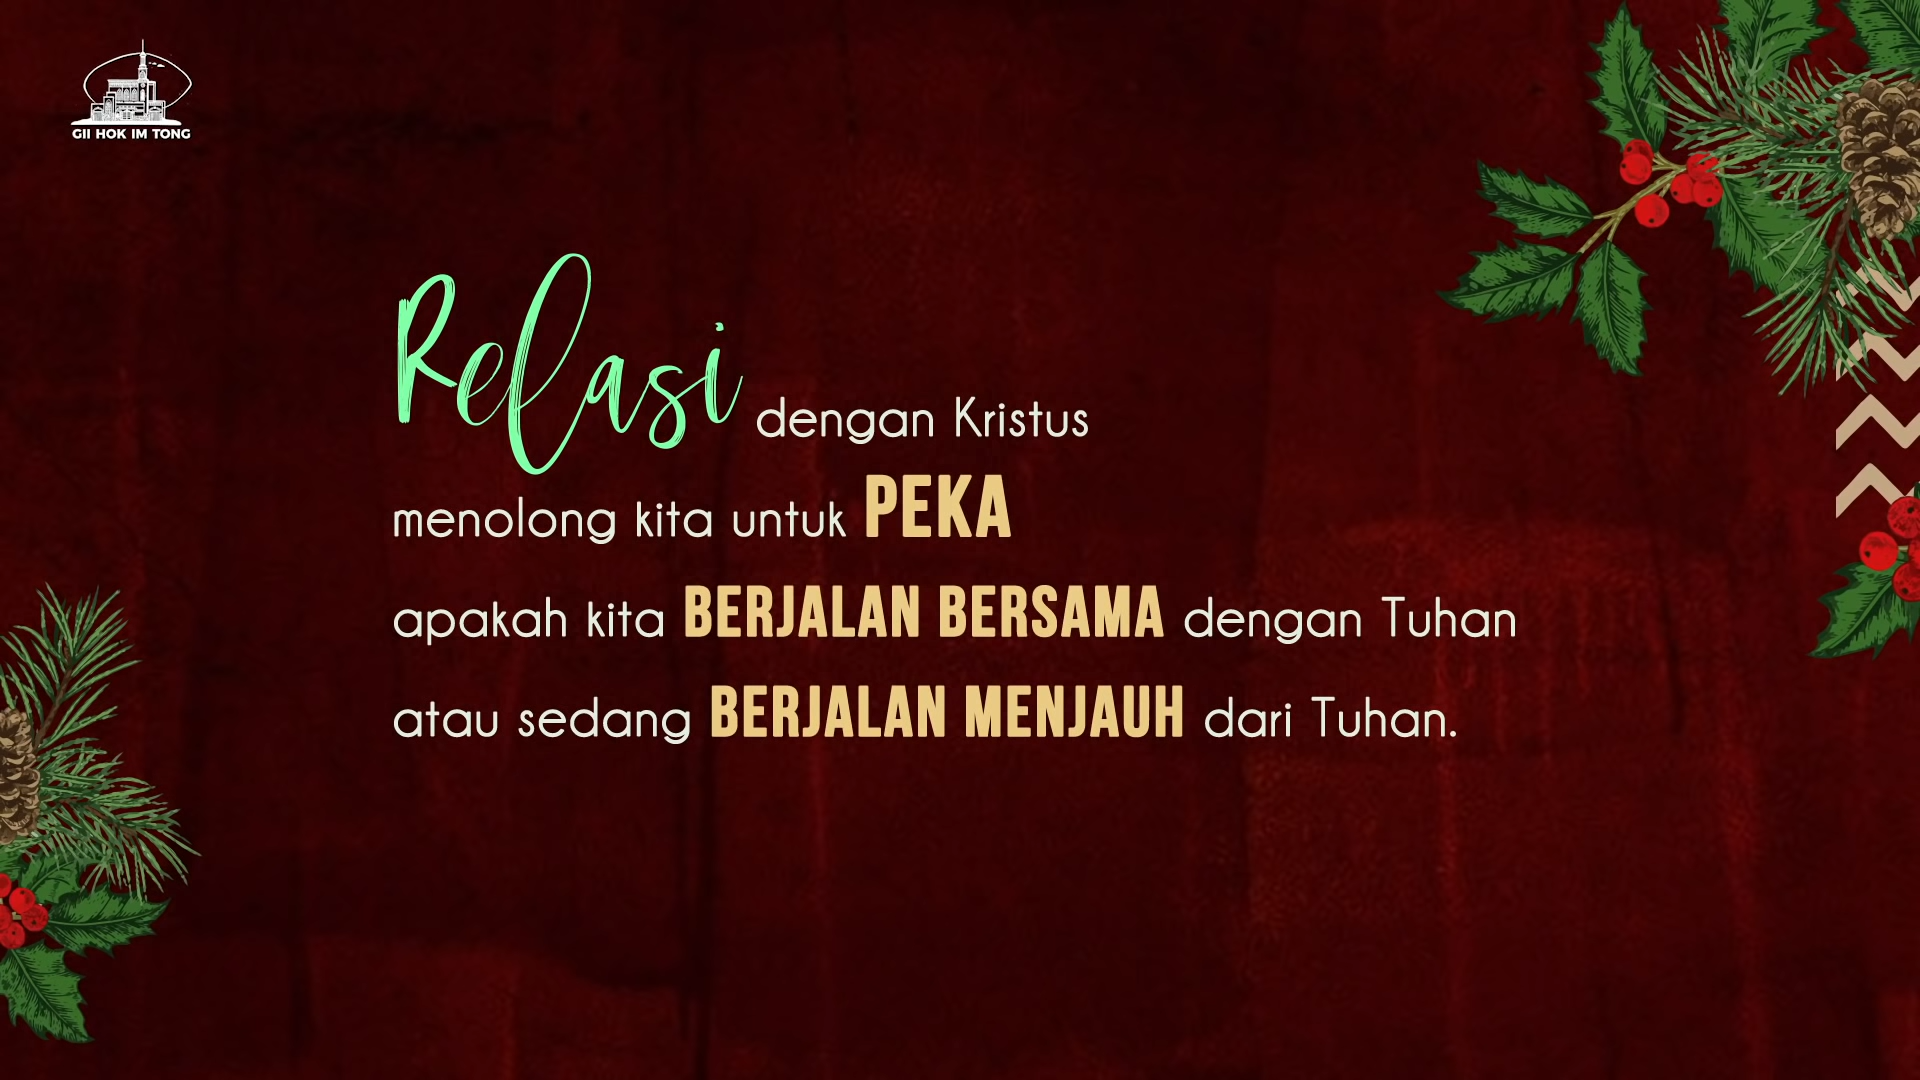 GII HOK IM TONG
Relasi dengan Kristus
menolong kita untuk PEKA
apakah kita BERJALAN BERSAMA dengan Tuhan
atau sedang BERJALAN MENJAUH dari Tuhan.